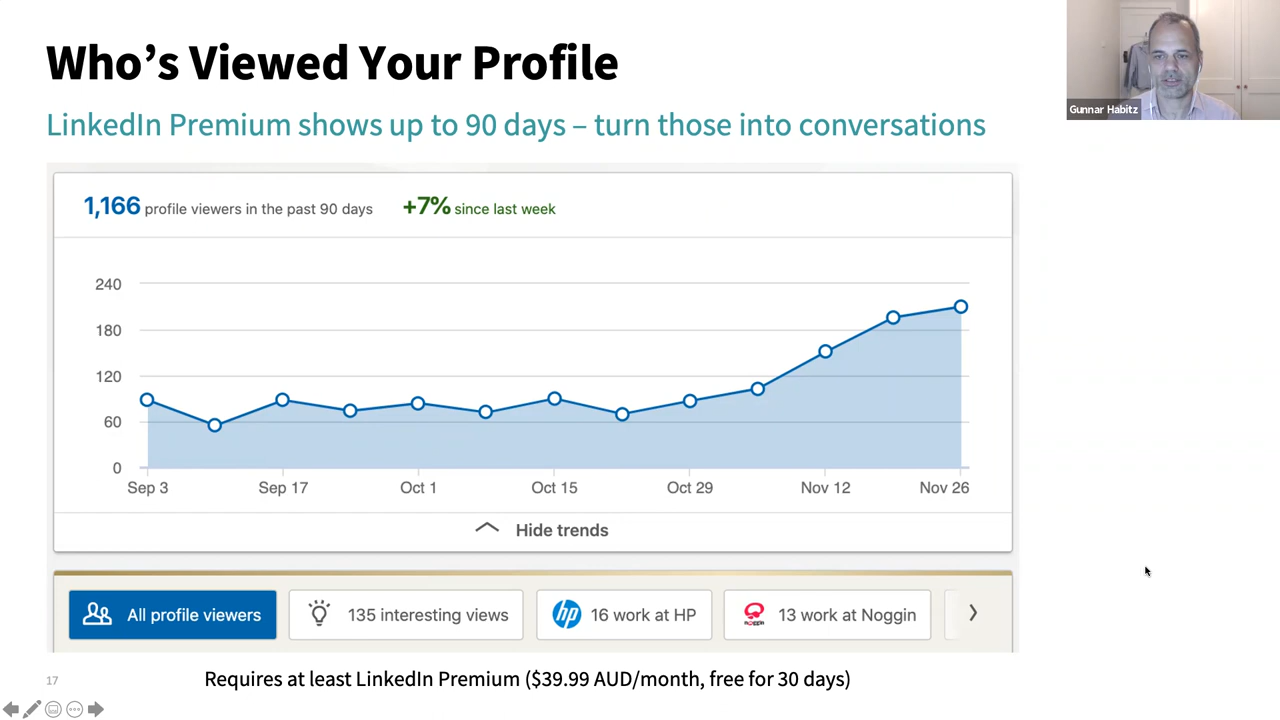 Who’s Viewed Your Profile
LinkedIn Premium shows up to 90 days – turn those into conversations
Gunnar Habitz
1,166 profile viewers in the past 90 days +7% since last week
240
180
120
60
0
Sep 3 Sep 17 Oct 1 Oct 15 Oct 29 Nov 12 Nov 26
Hide trends
All profile viewers 135 interesting views hp 16 work at HP noggin 13 work at Noggin
17 Requires at least LinkedIn Premium ($39.99 AUD/month, free for 30 days)